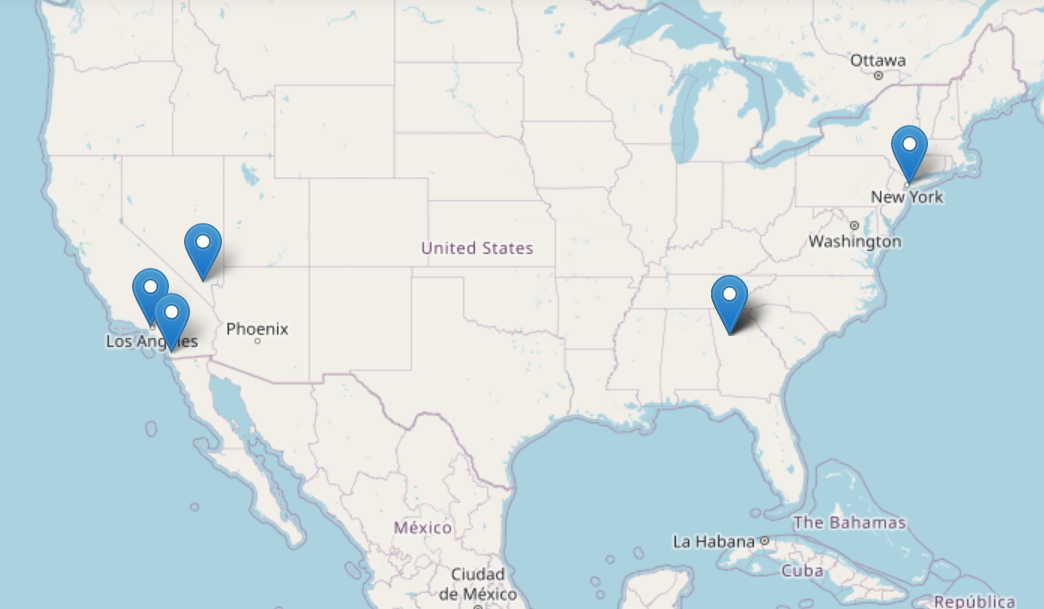 Ottawa
New York
Washington
United States
Phoenix
Los Angeles
México
The Bahamas
La Habana
Cuba
Ciudad
de México
República